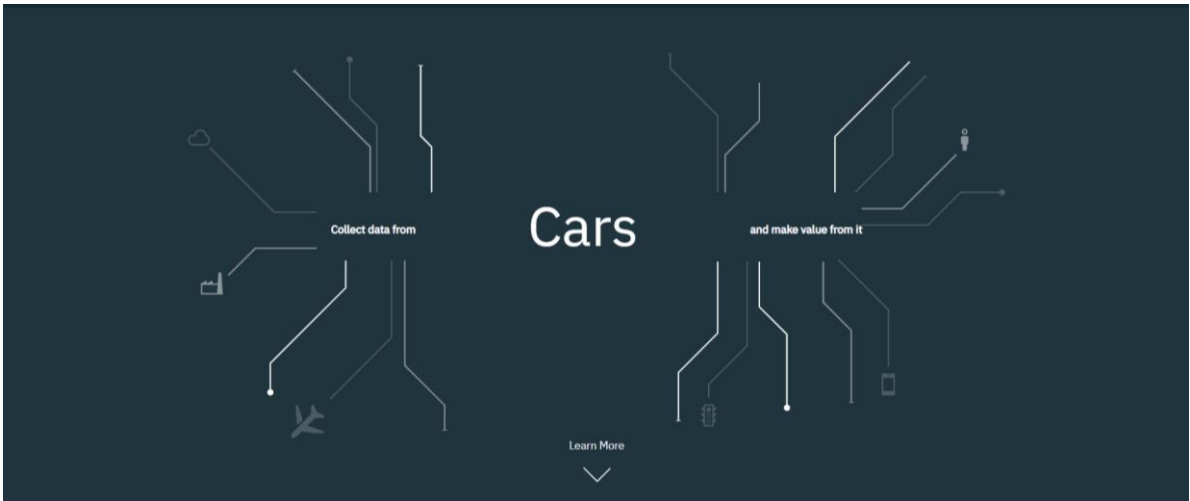 Collect data from
Cars
and make value from it
Learn More